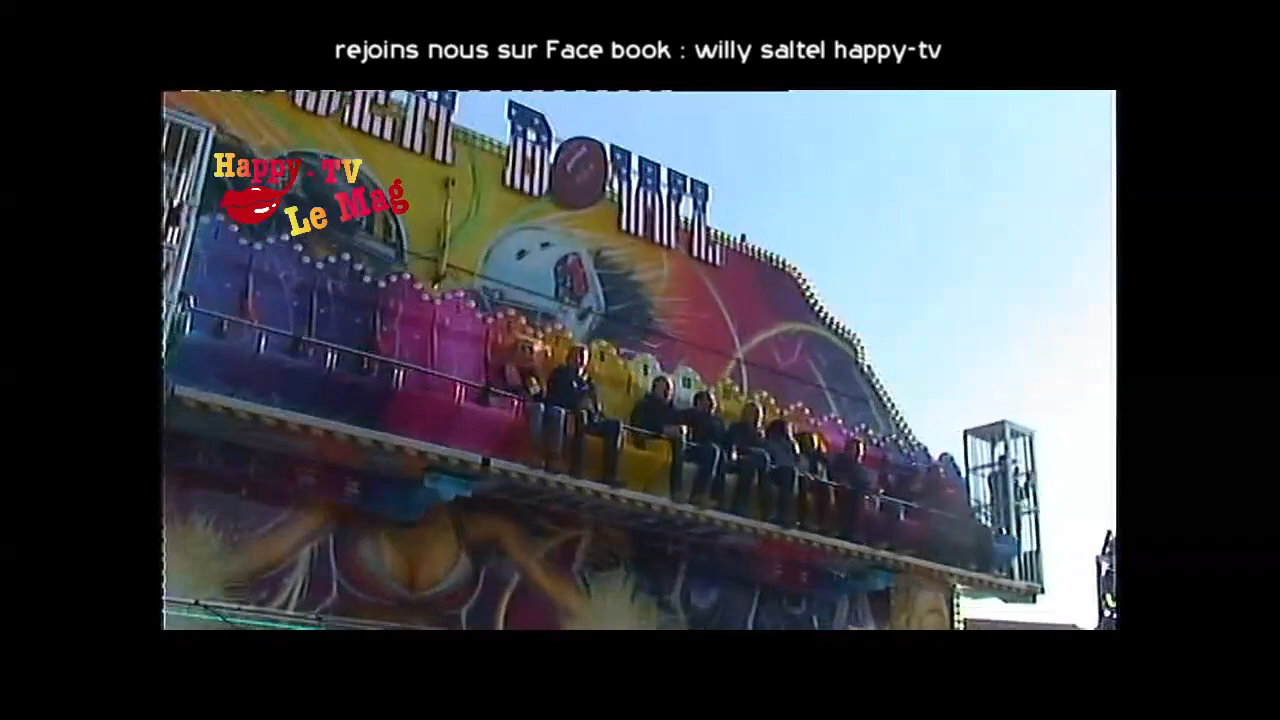 rejoins nous sur Face book : willy saltel happy-tv
Happy-TV
Le Mag